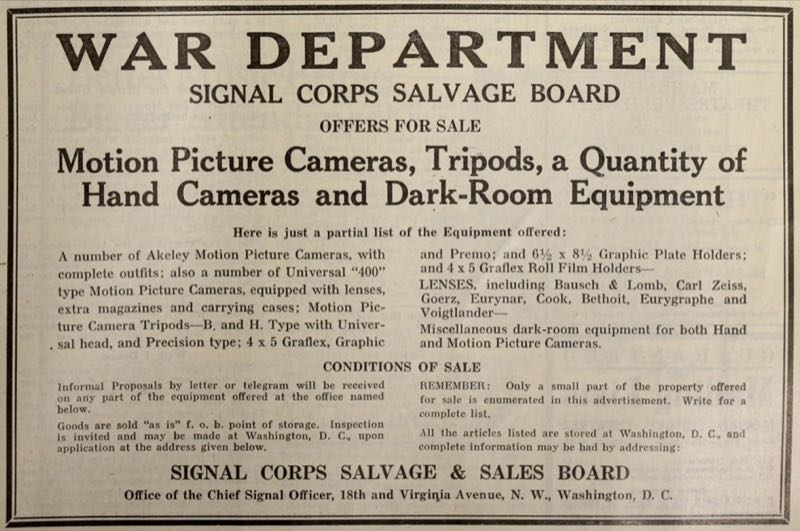 WAR DEPARTMENT
SIGNAL CORPS SALVAGE BOARD
OFFERS FOR SALE
Motion Picture Cameras, Tripods, a Quantity of
Hand Cameras and Dark-Room Equipment
Here is just a partial list of the Equipment offered:
A number of Akeley Motion Picture Cameras, with
complete outfits; also a number of Universal "400"
type Motion Picture Cameras, equipped with lenses,
extra magazines and carrying cases; Motion Pic-
ture Camera Tripods—B. and H. Type with Univer-
sal head, and Precision type; 4 x 5 Graflex, Graphic
and Premo; and 6½ x 8½ Graphic Plate Holders;
and 4 x 5 Graflex Roll Film Holders—
LENSES, including Bausch & Lomb, Carl Zeiss,
Goerz, Eurynar, Cook, Bethoit, Eurygraphe and
Voigtlander—
Miscellaneous dark-room equipment for both Hand
and Motion Picture Cameras.
CONDITIONS OF SALE
Informal Proposals by letter or telegram will be received
on any part of the equipment offered at the office named
below.
Goods are sold "as is" f. o. b. point of storage. Inspection
is invited and may be made at Washington, D. C., upon
application at the address given below.
REMEMBER: Only a small part of the property offered
for sale is enumerated in this advertisement. Write for a
complete list.
All the articles listed are stored at Washington, D. C., and
complete information may be had by addressing:
SIGNAL CORPS SALVAGE & SALES BOARD
Office of the Chief Signal Officer, 18th and Virginia Avenue, N. W., Washington, D. C.